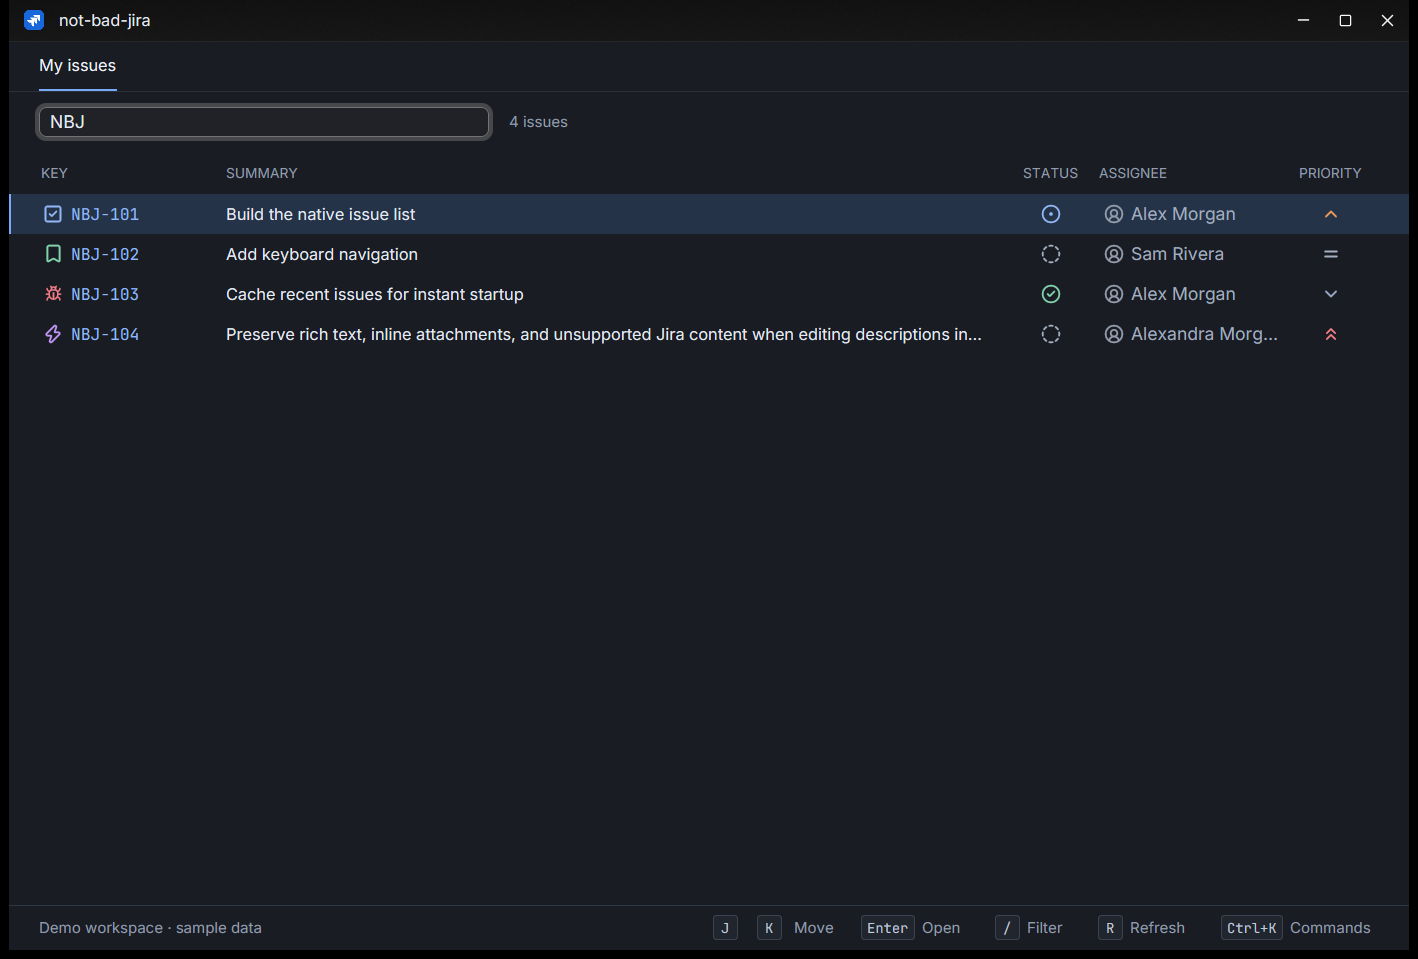 not-bad-jira
My issues
NBJ
4 issues
KEY SUMMARY STATUS ASSIGNEE PRIORITY
NBJ-101 Build the native issue list Alex Morgan
NBJ-102 Add keyboard navigation Sam Rivera
NBJ-103 Cache recent issues for instant startup Alex Morgan
NBJ-104 Preserve rich text, inline attachments, and unsupported Jira content when editing descriptions in... Alexandra Morg...
Demo workspace · sample data J K Move Enter Open / Filter R Refresh Ctrl+K Commands